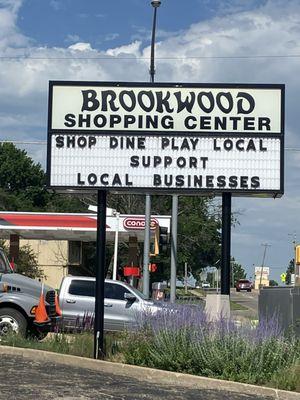 BROOKWOOD
SHOPPING CENTER
SHOP DINE PLAY LOCAL
SUPPORT
LOCAL BUSINESSES
conoco